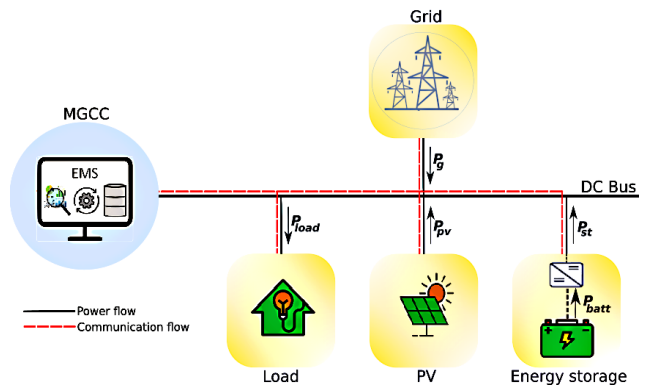 Grid
MGCC
EMS
P_g
DC Bus
P_load
P_pv
P_st
P_batt
Power flow
Communication flow
Load
PV
Energy storage